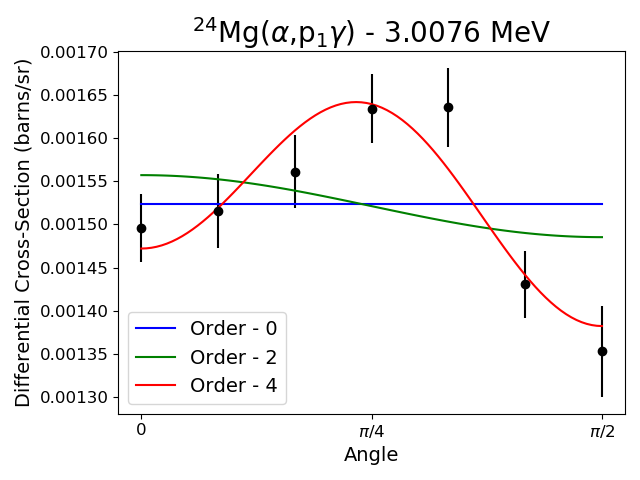 ²⁴Mg(α,p₁γ) - 3.0076 MeV
Differential Cross-Section (barns/sr)
0.00170
0.00165
0.00160
0.00155
0.00150
0.00145
0.00140
0.00135
0.00130
Order - 0
Order - 2
Order - 4
0
π/4
π/2
Angle